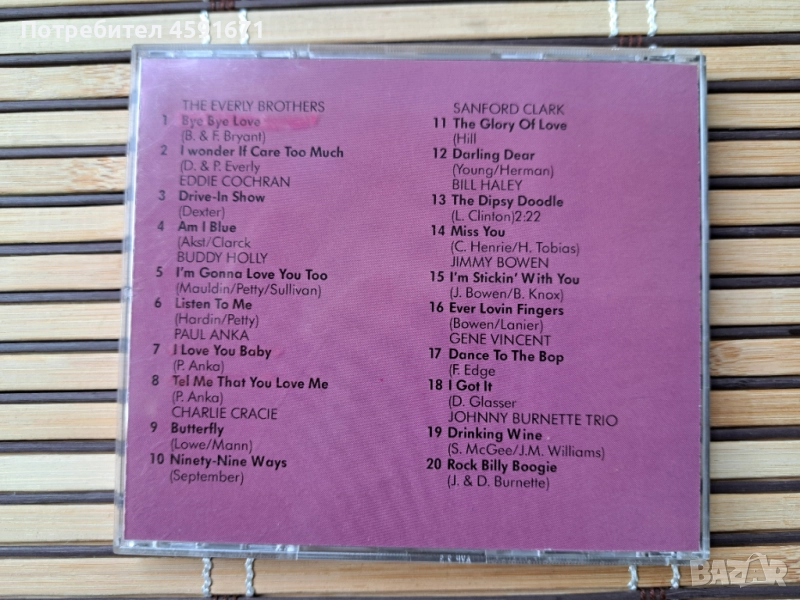 Потребител 4591671
THE EVERLY BROTHERS
1 Bye Bye Love
(B. & F. Bryant)
2 I wonder If Care Too Much
(D. & P. Everly
EDDIE COCHRAN
3 Drive-In Show
(Dexter)
4 Am I Blue
(Akst/Clarck
BUDDY HOLLY
5 I'm Gonna Love You Too
(Mauldin/Petty/Sullivan)
6 Listen To Me
(Hardin/Petty)
PAUL ANKA
7 I Love You Baby
(P. Anka)
8 Tel Me That You Love Me
(P. Anka)
CHARLIE CRACIE
9 Butterfly
(Lowe/Mann)
10 Ninety-Nine Ways
(September)
SANFORD CLARK
11 The Glory Of Love
(Hill
12 Darling Dear
(Young/Herman)
BILL HALEY
13 The Dipsy Doodle
(L. Clinton)2:22
14 Miss You
(C. Henrie/H. Tobias)
JIMMY BOWEN
15 I'm Stickin' With You
(J. Bowen/B. Knox)
16 Ever Lovin Fingers
(Bowen/Lanier)
GENE VINCENT
17 Dance To The Bop
(F. Edge
18 I Got It
(D. Glasser
JOHNNY BURNETTE TRIO
19 Drinking Wine
(S. McGee/J.M. Williams)
20 Rock Billy Boogie
(J. & D. Burnette)
BAZAR